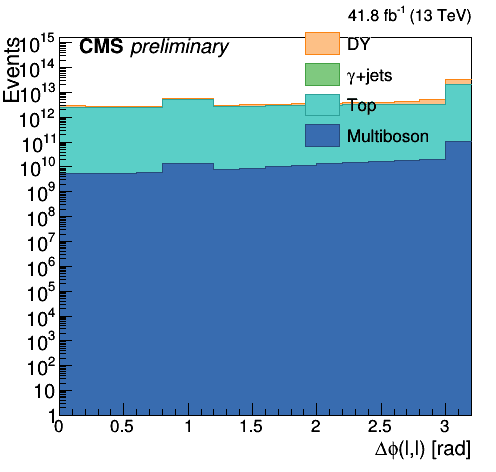 41.8 fb⁻¹ (13 TeV)
Events
CMS preliminary
DY
γ+jets
Top
Multiboson
10¹⁵
10¹⁴
10¹³
10¹²
10¹¹
10¹⁰
10⁹
10⁸
10⁷
10⁶
10⁵
10⁴
10³
10²
10
1
0 0.5 1 1.5 2 2.5 3
Δϕ(l,l) [rad]